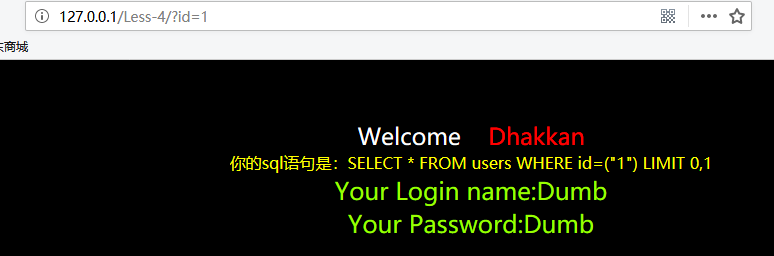 127.0.0.1/Less-4/?id=1
东商城
Welcome Dhakkan
你的sql语句是：SELECT * FROM users WHERE id=("1") LIMIT 0,1
Your Login name:Dumb
Your Password:Dumb